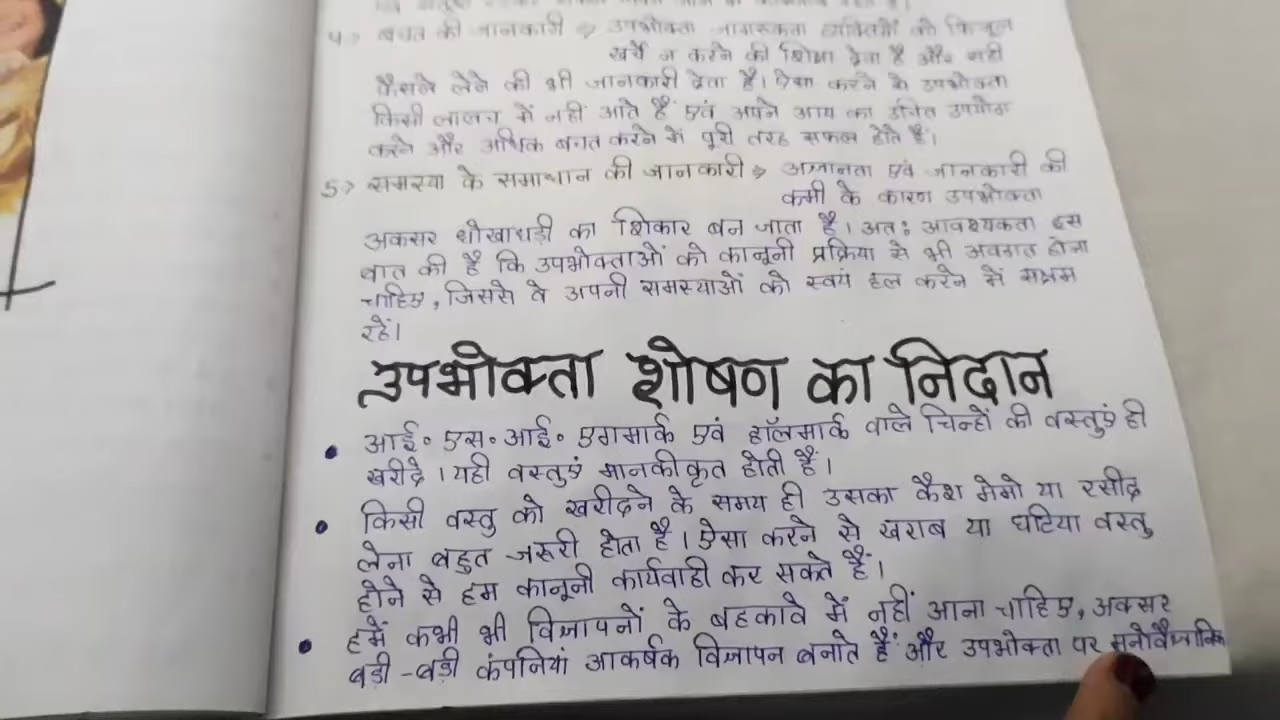 4→ बचत की जानकारी ⇒ उपभोक्ता जागरूकता व्यक्तियों को फिजूल
खर्च न करने की शिक्षा देता है और सही
फैसले लेने की भी जानकारी देता है। ऐसा करने से उपभोक्ता
किसी लालच में नहीं आते हैं एवं अपने आय का उचित उपयोग
करने और अधिक बचत करने में पूरी तरह सफल होते हैं।
5→ समस्या के समाधान की जानकारी ⇒ अज्ञानता एवं जानकारी की
कमी के कारण उपभोक्ता
अक्सर धोखाधड़ी का शिकार बन जाता है। अतः आवश्यकता इस
बात की है कि उपभोक्ताओं को कानूनी प्रक्रिया से भी अवगत होना
चाहिए, जिससे वे अपनी समस्याओं को स्वयं हल करने में सक्षम
रहें।
उपभोक्ता शोषण का निदान
• आई॰ एस॰ आई॰ एगमार्क एवं हॉलमार्क वाले चिन्हों की वस्तुएं ही
खरीदे। यही वस्तुएं मानकीकृत होती हैं।
• किसी वस्तु को खरीदने के समय ही उसका कैश मेमो या रसीद
लेना बहुत जरूरी होता है। ऐसा करने से खराब या घटिया वस्तु
होने से हम कानूनी कार्यवाही कर सकते हैं।
• हमें कभी भी विज्ञापनों के बहकावे में नहीं आना चाहिए, अक्सर
बड़ी-बड़ी कंपनियां आकर्षक विज्ञापन बनाते हैं और उपभोक्ता पर मनोवैज्ञानिक